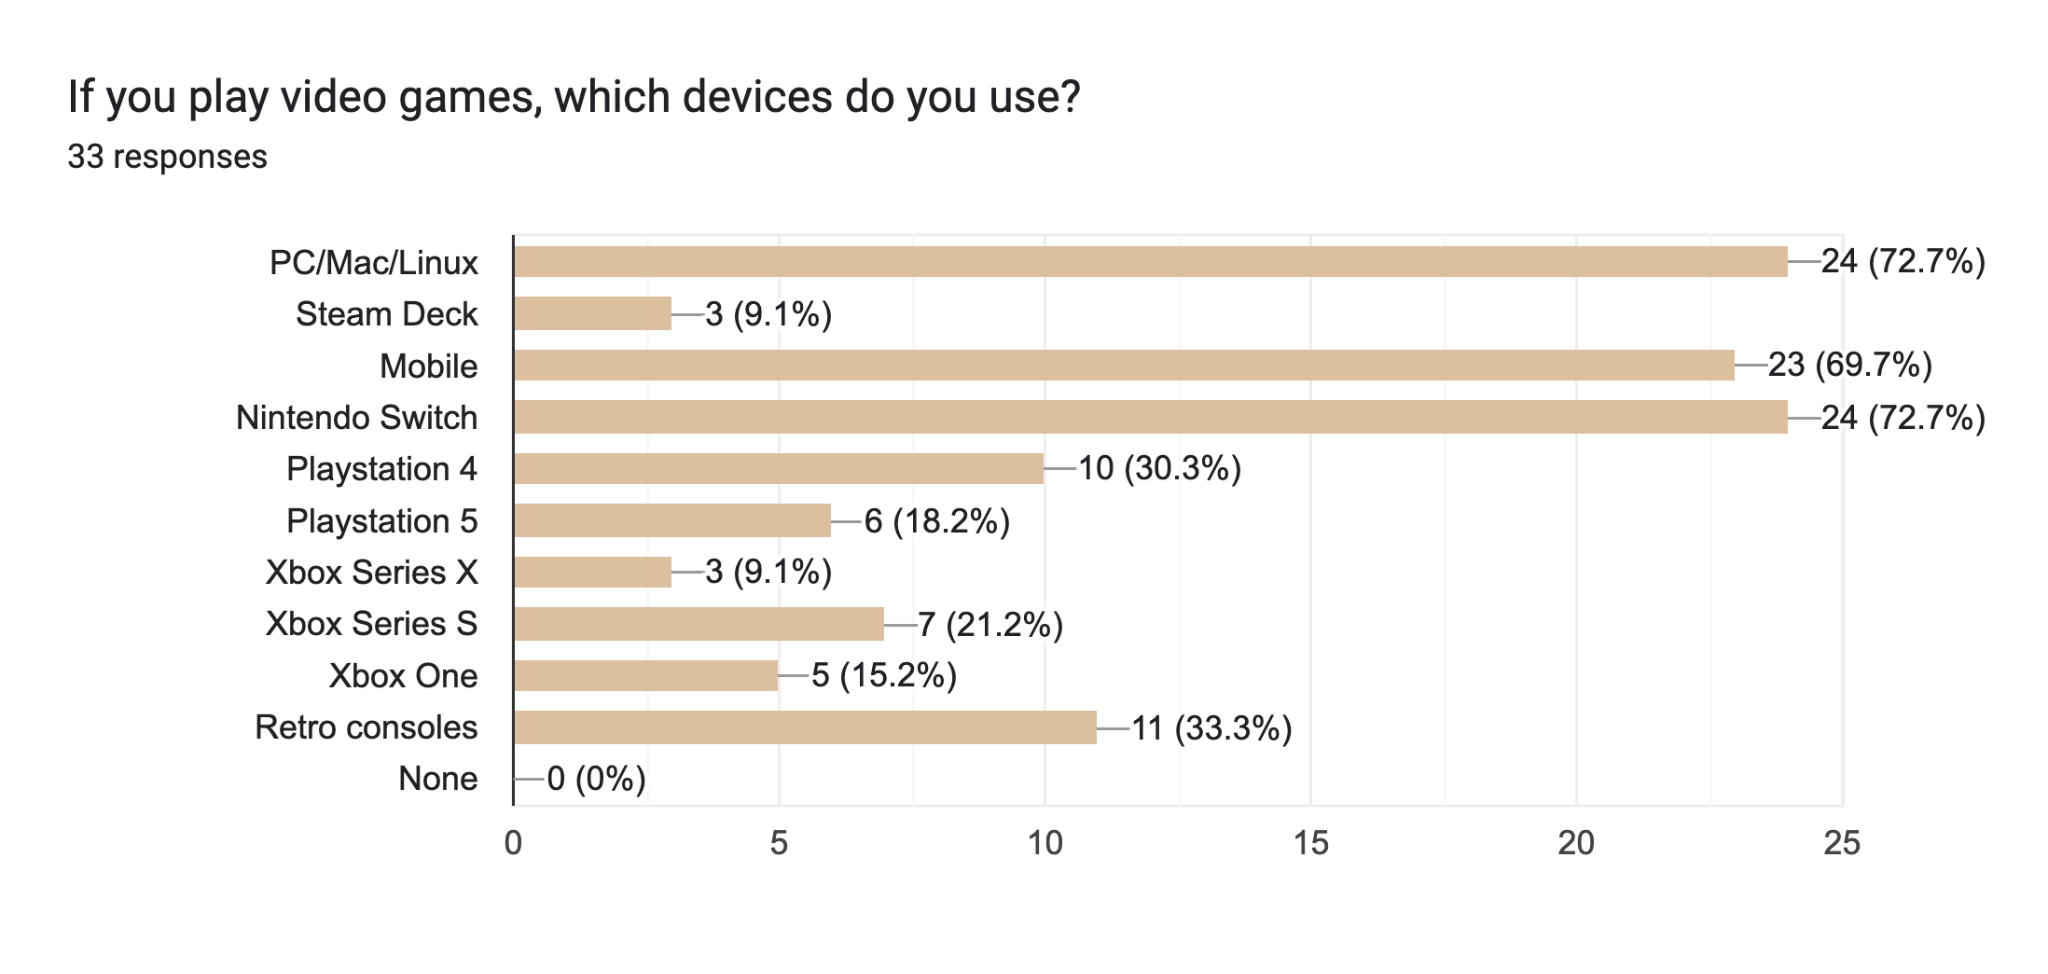 If you play video games, which devices do you use?
33 responses
PC/Mac/Linux 24 (72.7%)
Steam Deck 3 (9.1%)
Mobile 23 (69.7%)
Nintendo Switch 24 (72.7%)
Playstation 4 10 (30.3%)
Playstation 5 6 (18.2%)
Xbox Series X 3 (9.1%)
Xbox Series S 7 (21.2%)
Xbox One 5 (15.2%)
Retro consoles 11 (33.3%)
None 0 (0%)
0 5 10 15 20 25